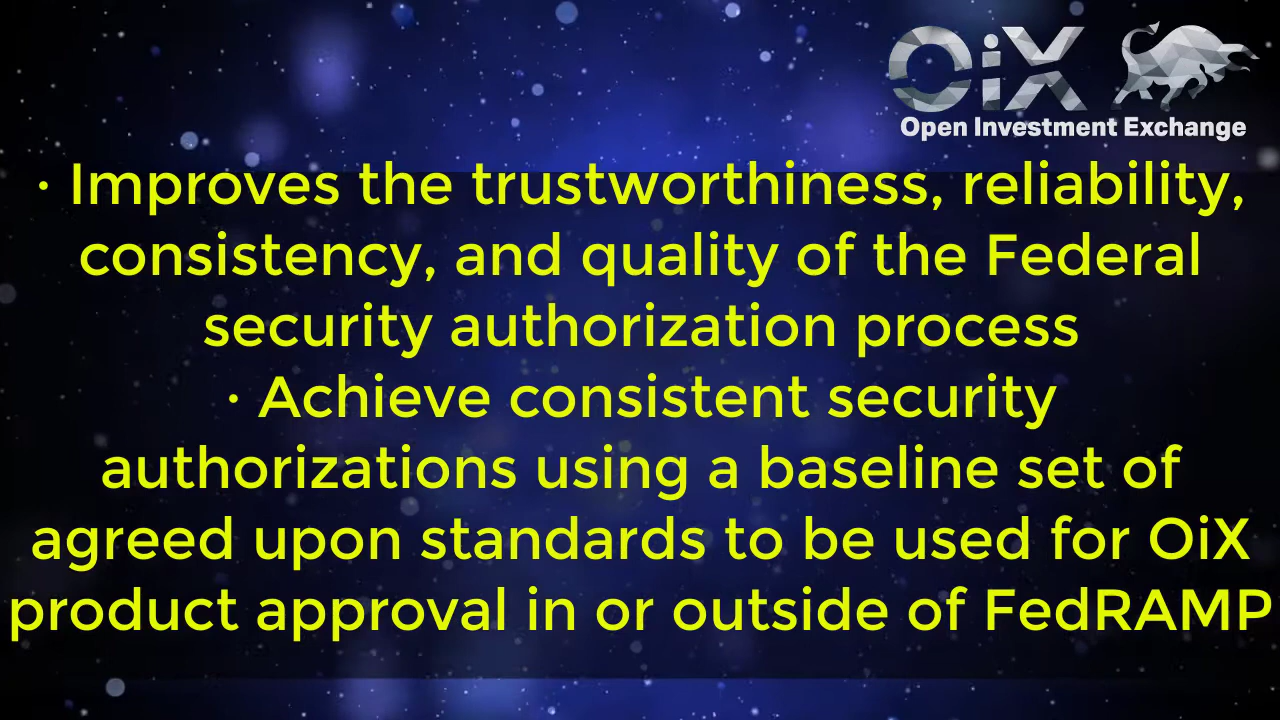 OiX
Open Investment Exchange
· Improves the trustworthiness, reliability,
consistency, and quality of the Federal
security authorization process
· Achieve consistent security
authorizations using a baseline set of
agreed upon standards to be used for OiX
product approval in or outside of FedRAMP